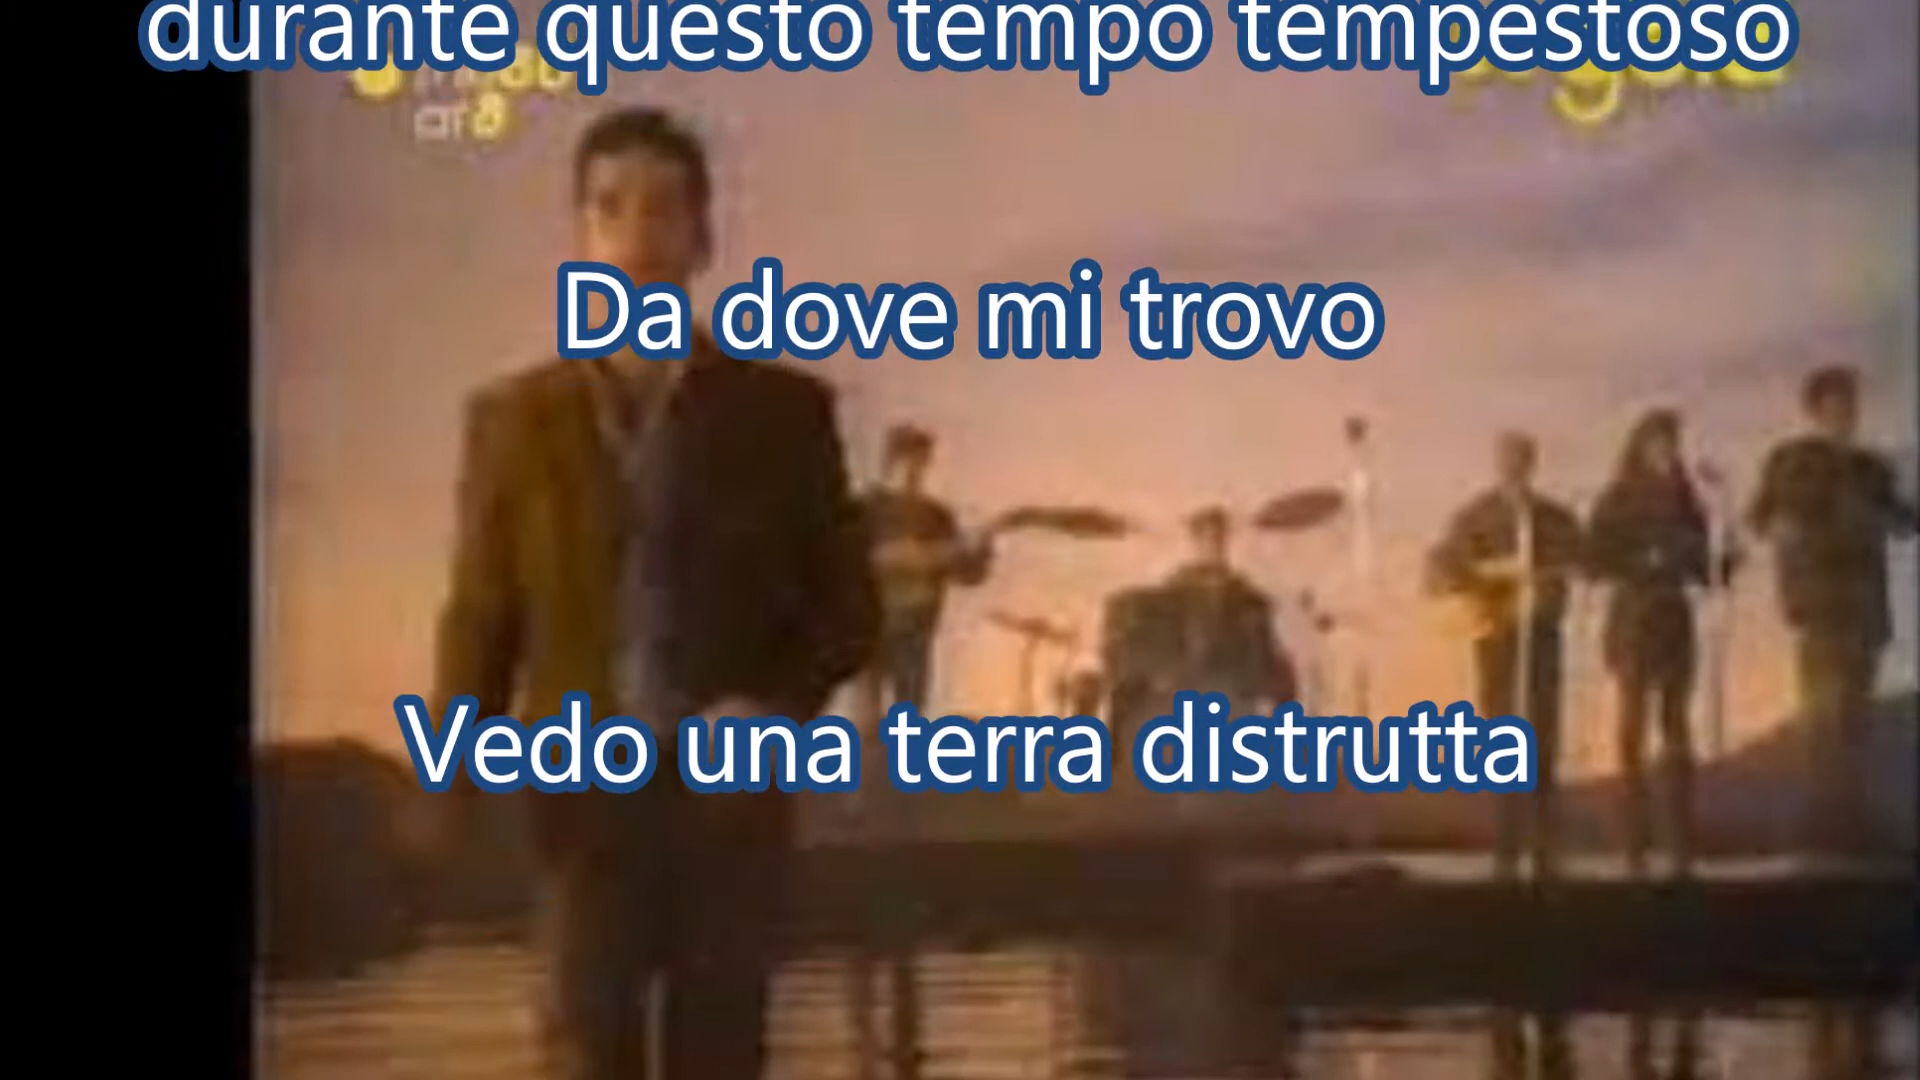 durante questo tempo tempestoso
Da dove mi trovo
Vedo una terra distrutta